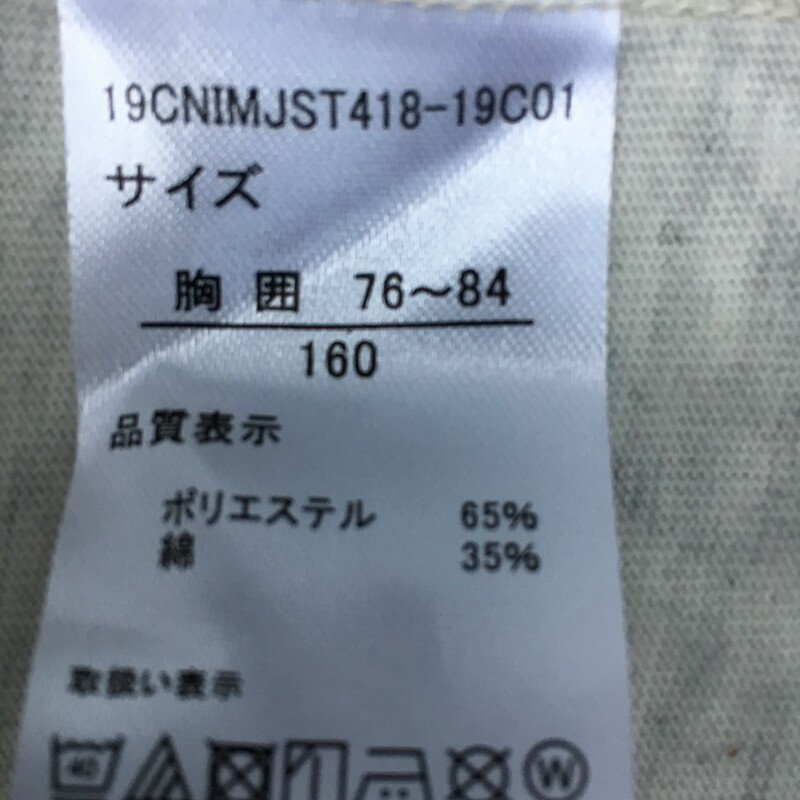 19CNIMJST418-19C01
サイズ
胸囲 76～84
160
品質表示
ポリエステル 65%
綿 35%
取扱い表示
40 W